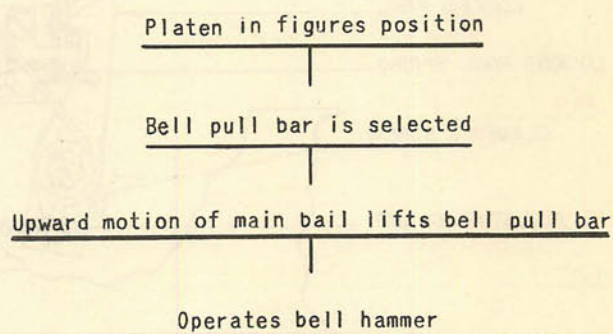 Platen in figures position
Bell pull bar is selected
Upward motion of main bail lifts bell pull bar
Operates bell hammer